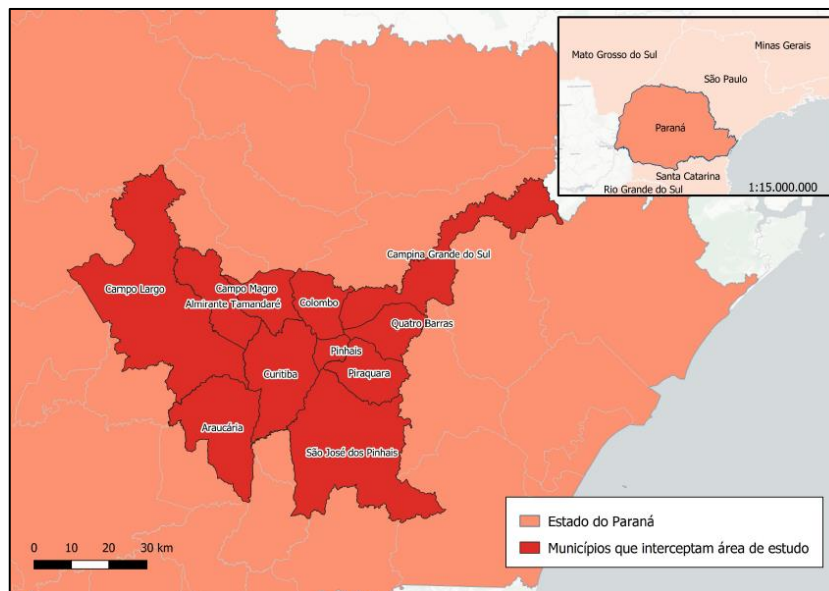 Mato Grosso do Sul
Minas Gerais
São Paulo
Paraná
Santa Catarina
Rio Grande do Sul
1:15.000.000
Campina Grande do Sul
Campo Largo
Campo Magro
Almirante Tamandaré
Colombo
Quatro Barras
Pinhais
Curitiba
Piraquara
Araucária
São José dos Pinhais
Estado do Paraná
Municípios que interceptam área de estudo
0 10 20 30 km